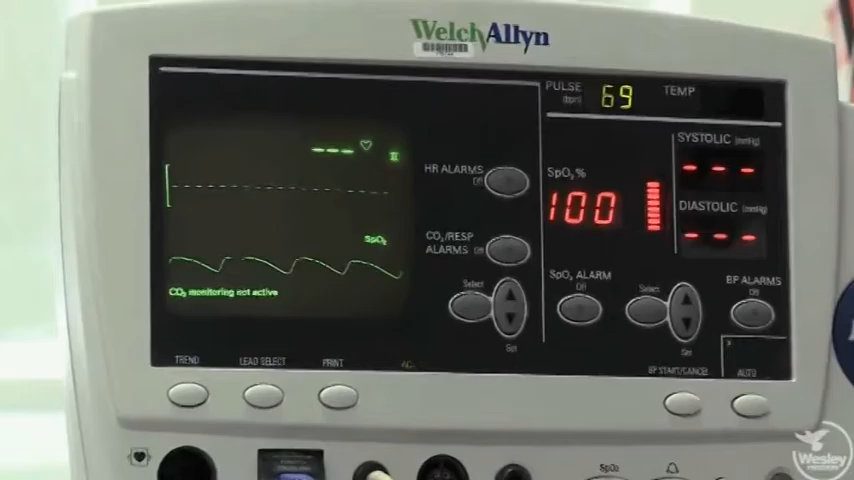 WelchAllyn
PULSE
(bpm)
69
TEMP
---
II
HR ALARMS
Off
SpO₂%
100
SYSTOLIC (mmHg)
---
DIASTOLIC (mmHg)
---
SpO₂
CO₂/RESP
ALARMS Off
CO₂ monitoring not active
Select
Set
SpO₂ ALARM
Off
Select
Set
BP ALARMS
Off
TREND
LEAD SELECT
PRINT
AC
BP START/CANCEL
AUTO
SpO₂
Wesley